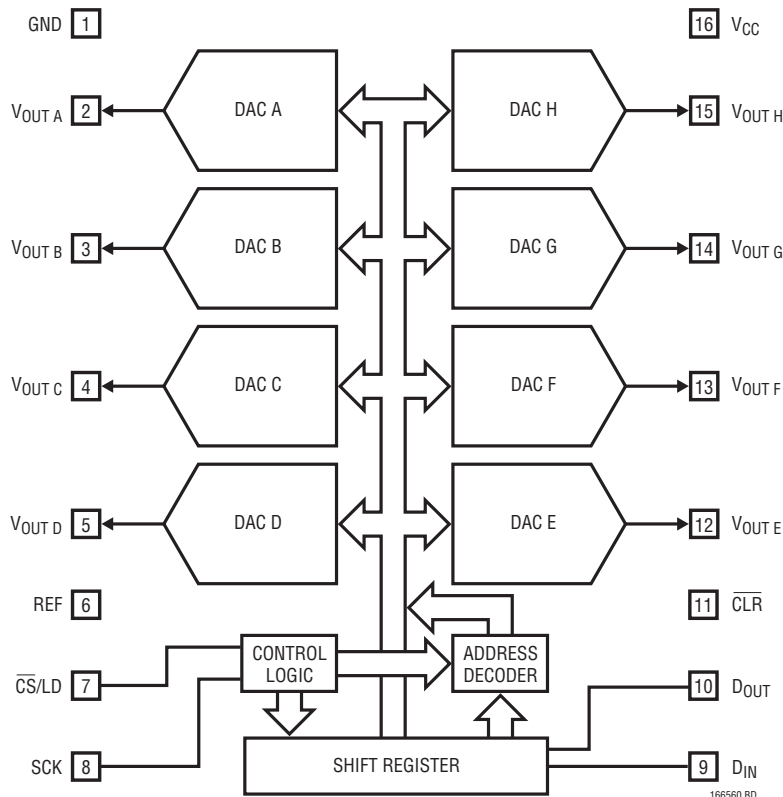 GND 1
16 VCC
VOUT A 2
DAC A
DAC H
15 VOUT H
VOUT B 3
DAC B
DAC G
14 VOUT G
VOUT C 4
DAC C
DAC F
13 VOUT F
VOUT D 5
DAC D
DAC E
12 VOUT E
REF 6
11 C̅L̅R̅
C̅S̅/LD 7
CONTROL
LOGIC
ADDRESS
DECODER
10 DOUT
SCK 8
SHIFT REGISTER
9 DIN
166560 BD